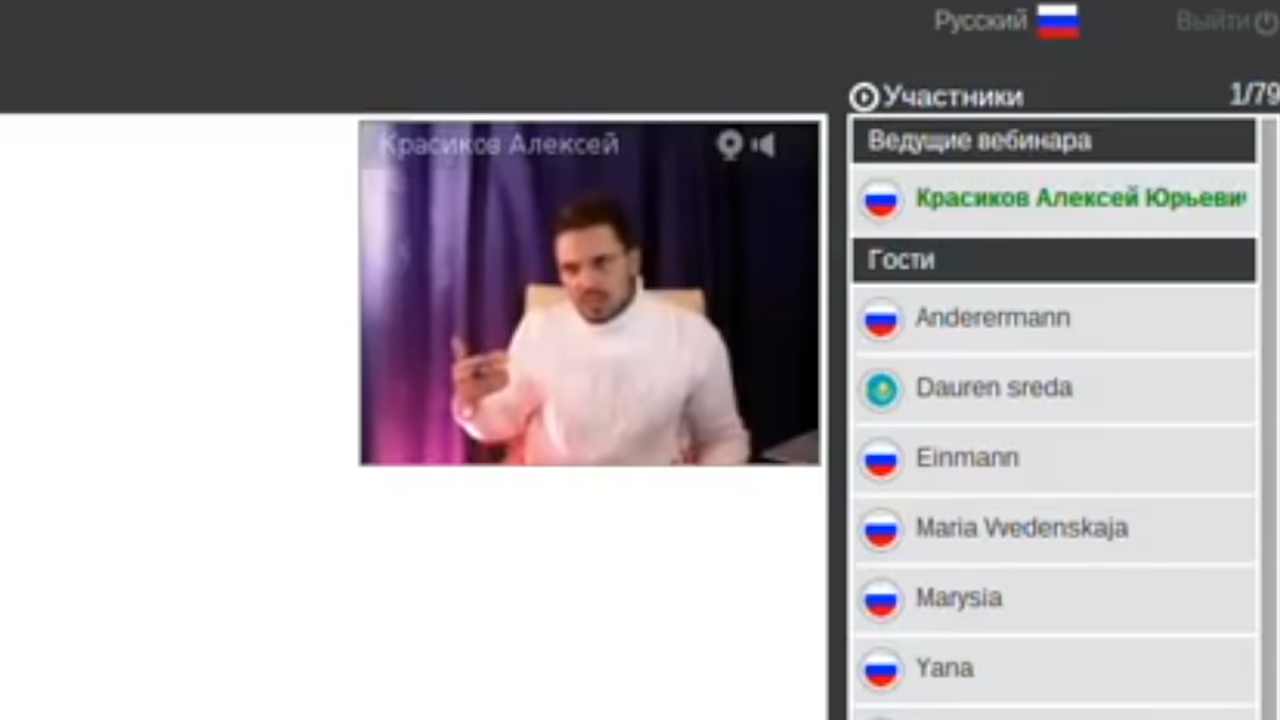 Русский
Выйти
Участники 1/79
Красиков Алексей
Ведущие вебинара
Красиков Алексей Юрьеви
Гости
Anderermann
Dauren sreda
Einmann
Maria Vvedenskaja
Marysia
Yana